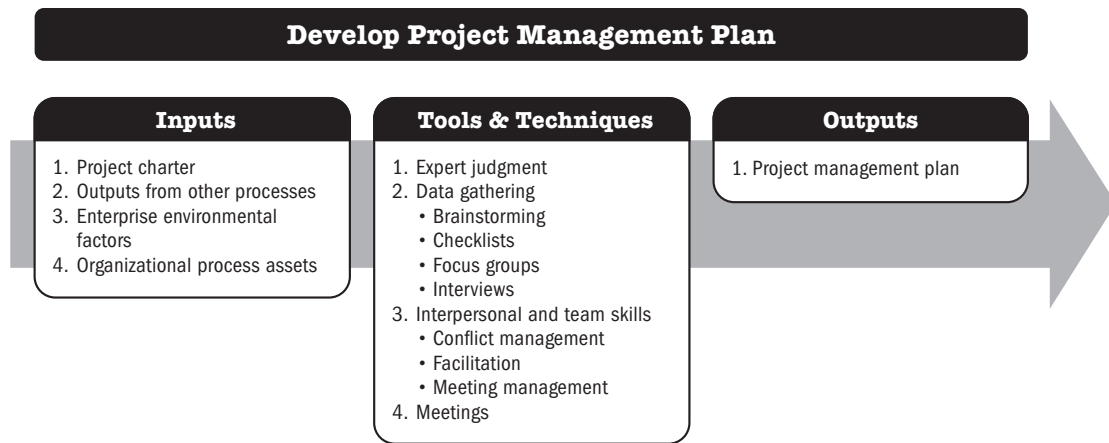 Develop Project Management Plan
Inputs
1. Project charter
2. Outputs from other processes
3. Enterprise environmental
factors
4. Organizational process assets
Tools & Techniques
1. Expert judgment
2. Data gathering
• Brainstorming
• Checklists
• Focus groups
• Interviews
3. Interpersonal and team skills
• Conflict management
• Facilitation
• Meeting management
4. Meetings
Outputs
1. Project management plan